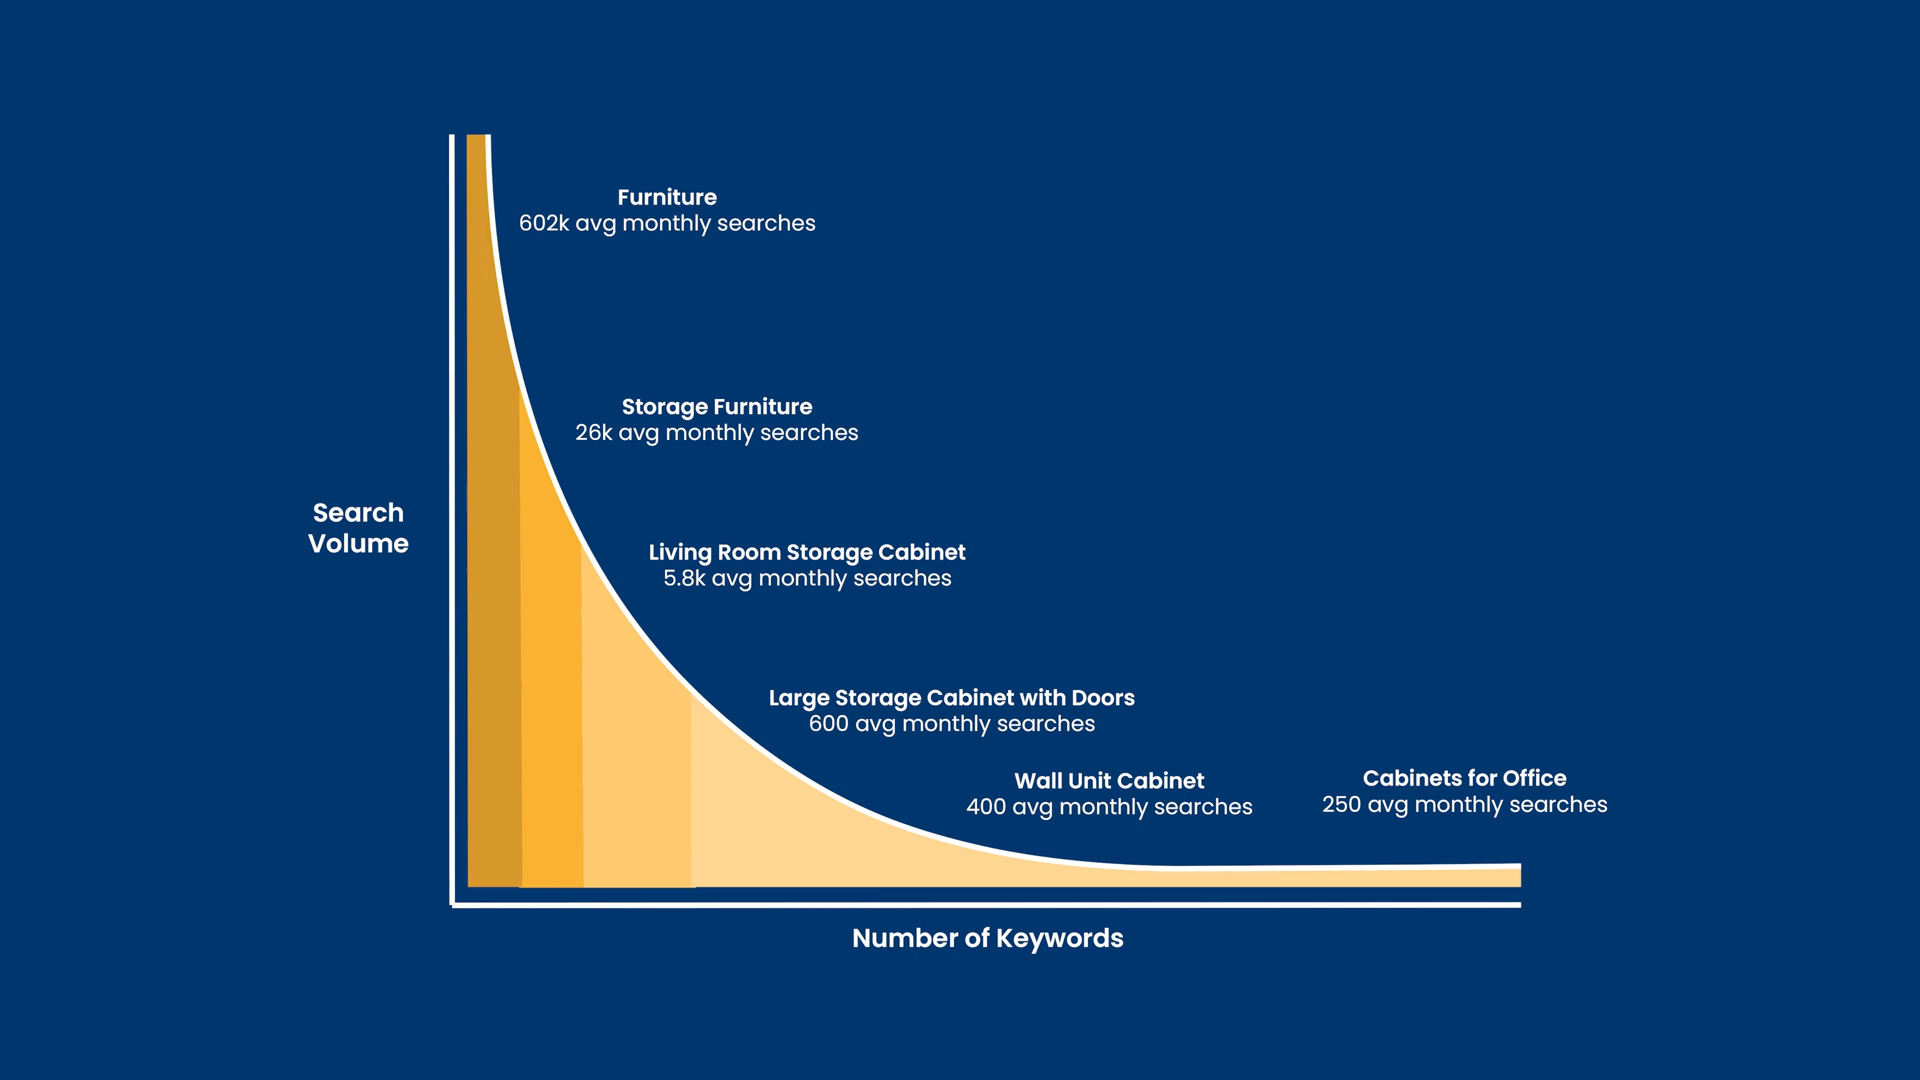 Furniture
602k avg monthly searches
Storage Furniture
26k avg monthly searches
Search
Volume
Living Room Storage Cabinet
5.8k avg monthly searches
Large Storage Cabinet with Doors
600 avg monthly searches
Wall Unit Cabinet
400 avg monthly searches
Cabinets for Office
250 avg monthly searches
Number of Keywords